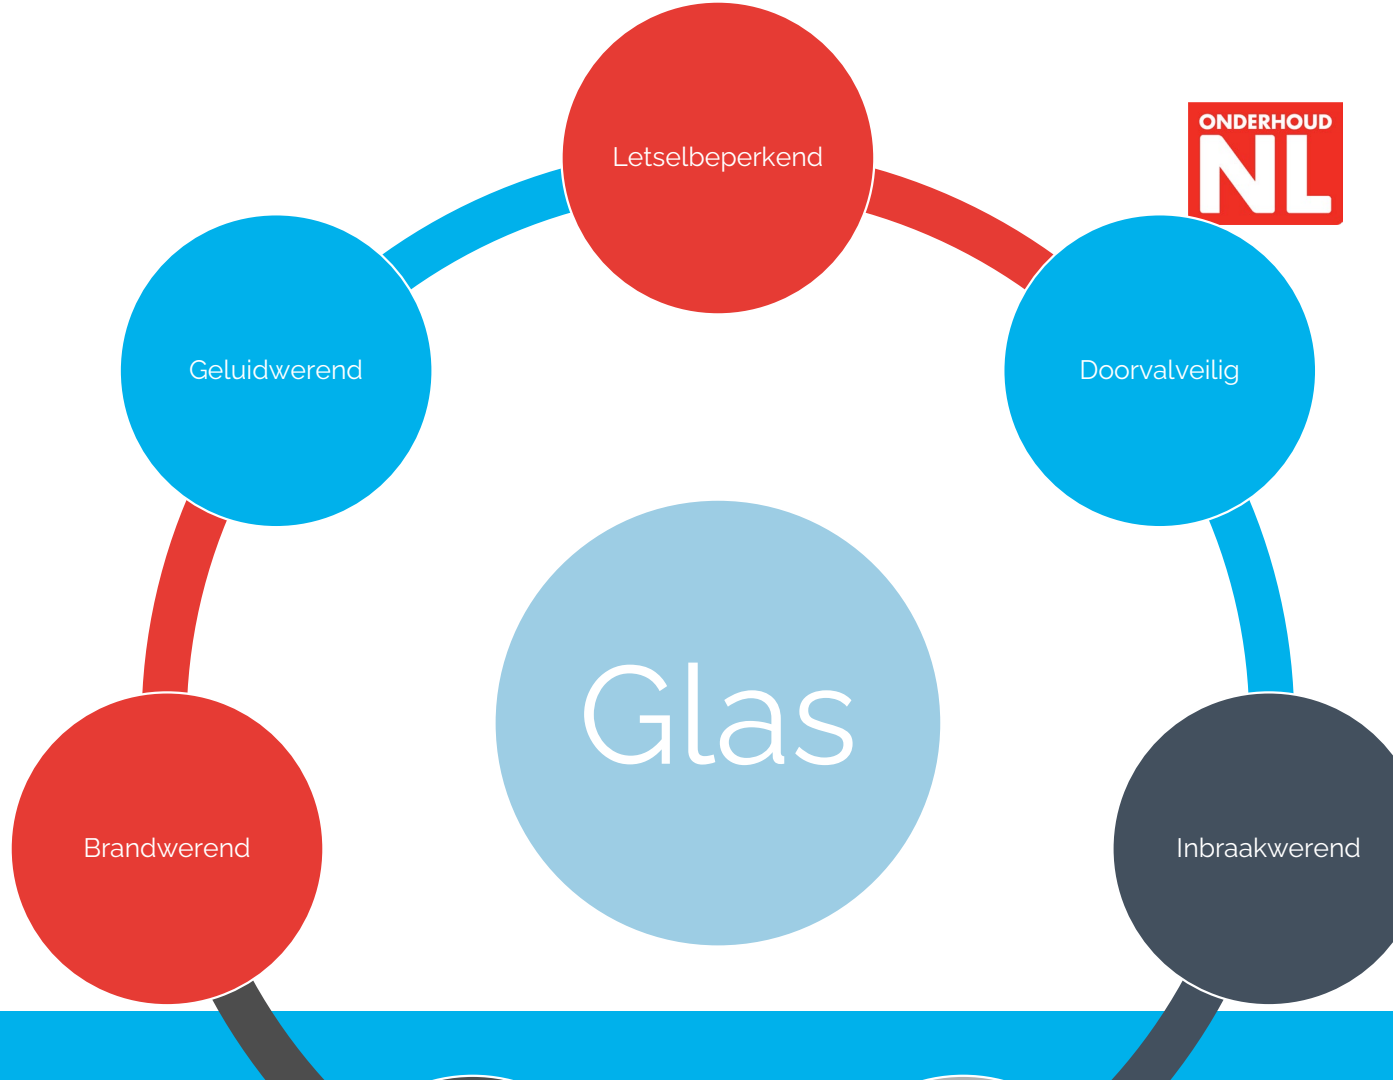 Letselbeperkend
ONDERHOUD
NL
Geluidwerend
Doorvalveilig
Glas
Brandwerend
Inbraakwerend